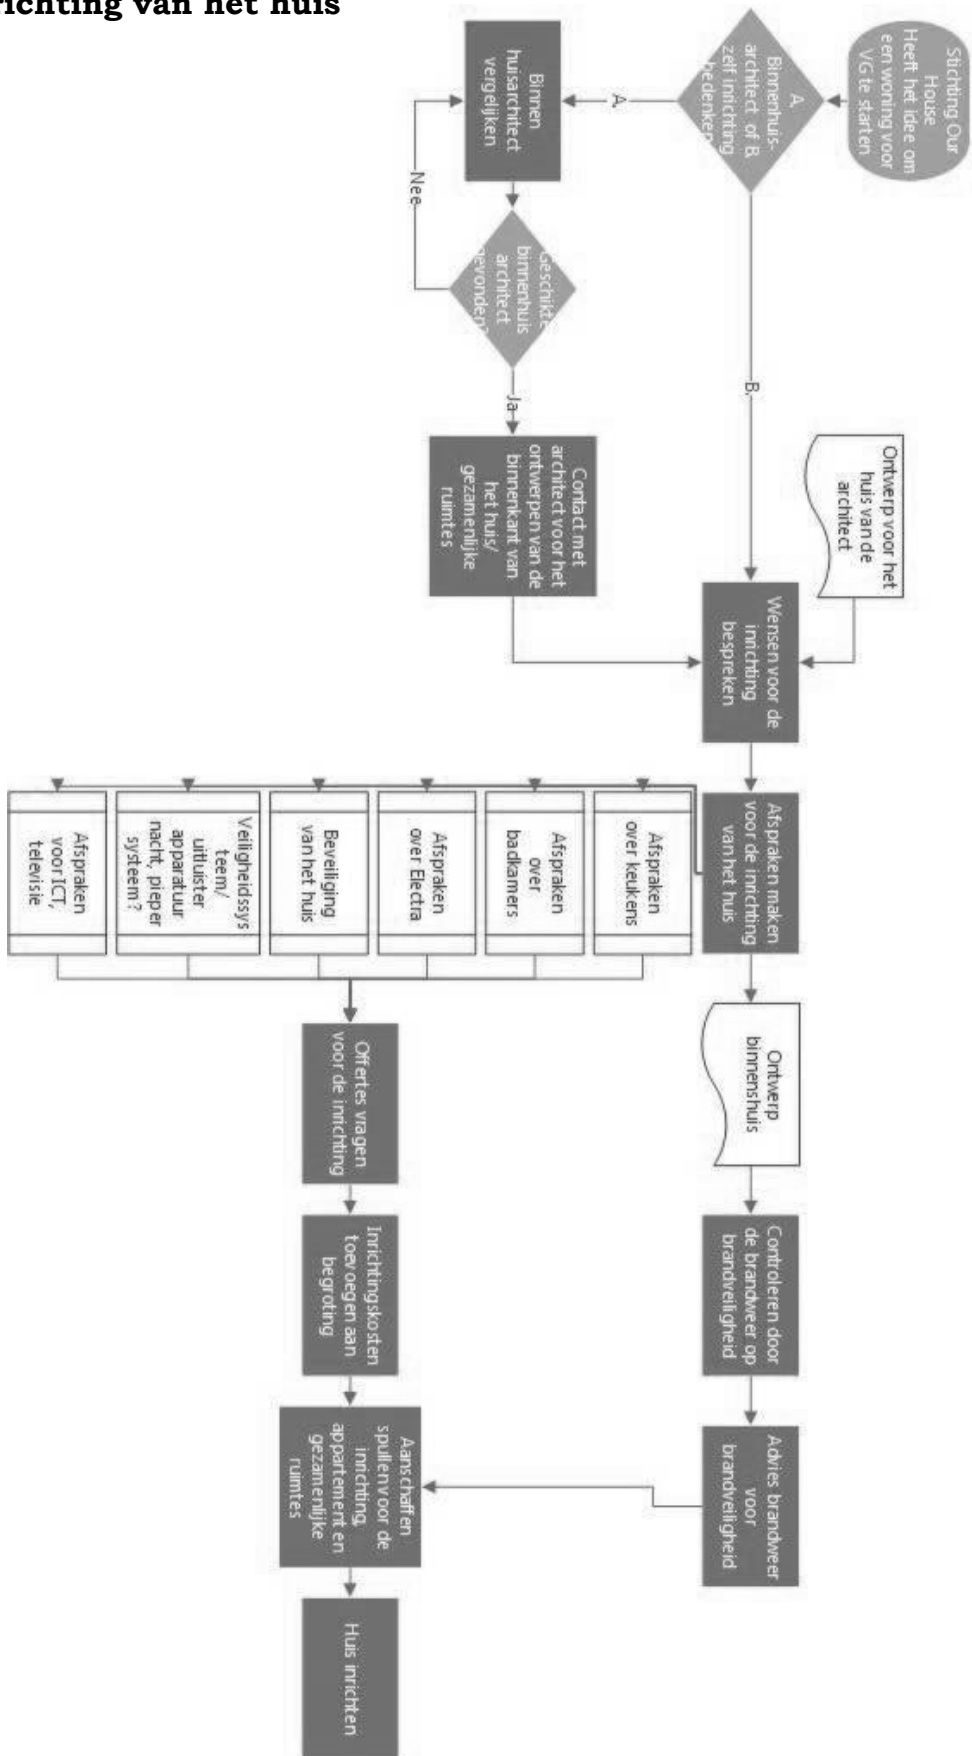 richting van het huis
Stichting Our
House
Heeft het idee om
een woning voor
VG te starten
A.
Binnenhuis-
architect of B.
zelf inrichting
bedenken
A.
B.
Binnen
huisarchitect
vergelijken
Nee
Geschikte
binnenhuis
architect
gevonden?
Ja
Contact met
architect voor het
ontwerpen van de
binnenkant van
het huis/
gezamenlijke
ruimtes
Ontwerp voor het
huis van de
architect
Wensen voor de
inrichting
bespreken
Afspraken maken
voor de inrichting
van het huis
Afspraken
over keukens
Afspraken
over
badkamers
Afspraken
over Electra
Beveiliging
van het huis
Veiligheidssys
teem/
uitluister
apparatuur
nacht, pieper
systeem?
Afspraken
voor ICT,
televisie
Ontwerp
binnenshuis
Controleren door
de brandweer op
brandveiligheid
Advies brandweer
voor
brandveiligheid
Offertes vragen
voor de inrichting
Inrichtingskosten
toevoegen aan
begroting
Aanschaffen
spullen voor de
inrichting,
appartement en
gezamenlijke
ruimtes
Huis inrichten